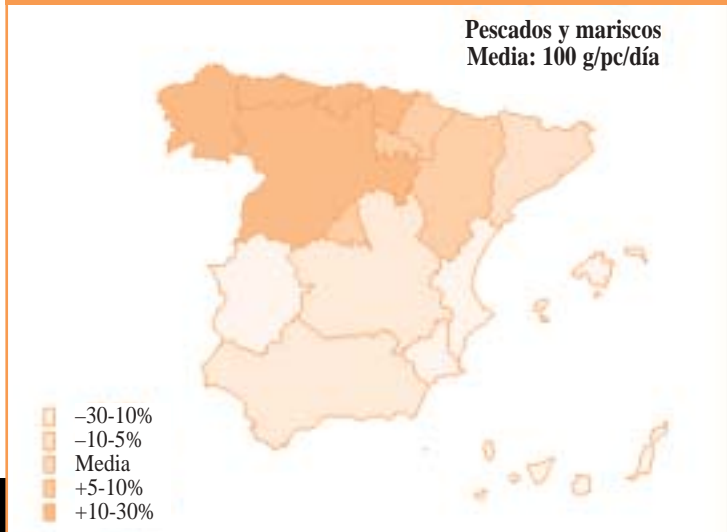 Pescados y mariscos
Media: 100 g/pc/día
–30-10%
–10-5%
Media
+5-10%
+10-30%